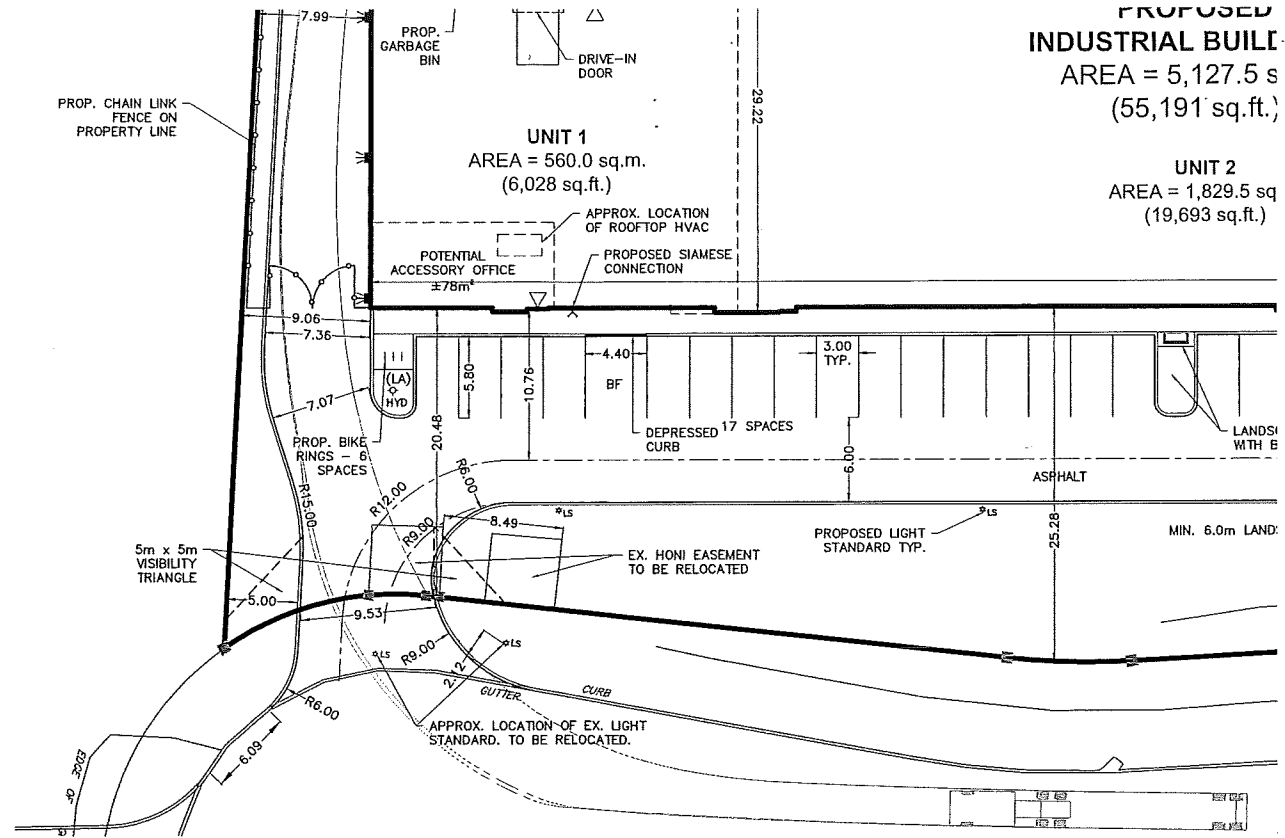 7.99
PROP.
GARBAGE
BIN
DRIVE-IN
DOOR
PROPOSED
INDUSTRIAL BUILD
AREA = 5,127.5 s
(55,191 sq.ft.)
PROP. CHAIN LINK
FENCE ON
PROPERTY LINE
29.22
UNIT 1
AREA = 560.0 sq.m.
(6,028 sq.ft.)
UNIT 2
AREA = 1,829.5 sq
(19,693 sq.ft.)
APPROX. LOCATION
OF ROOFTOP HVAC
POTENTIAL
ACCESSORY OFFICE
±78m²
PROPOSED SIAMESE
CONNECTION
9.06
7.36
4.40
BF
3.00
TYP.
5.80
10.76
(LA)
HYD
7.07
20.48
PROP. BIKE
RINGS - 6
SPACES
DEPRESSED
CURB
17 SPACES
6.00
LANDS
WITH B
ASPHALT
R6.00
R12.00
R15.00
R9.00
8.49
LS
LS
PROPOSED LIGHT
STANDARD TYP.
25.28
MIN. 6.0m LANDS
5m x 5m
VISIBILITY
TRIANGLE
EX. HONI EASEMENT
TO BE RELOCATED
5.00
9.53
LS
LS
R9.00
2.12
GUTTER
CURB
R6.00
APPROX. LOCATION OF EX. LIGHT
STANDARD. TO BE RELOCATED.
6.09
EDGE OF